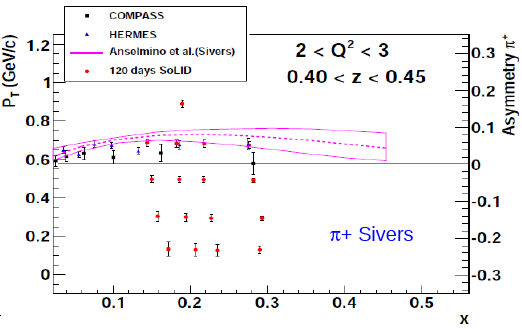 COMPASS
HERMES
Anselmino et al.(Sivers)
120 days SoLID
2 < Q² < 3
0.40 < z < 0.45
π+ Sivers
P_T (GeV/c)
1.2
1
0.8
0.6
0.4
0.2
0
0.1
0.2
0.3
0.4
0.5
x
Asymmetry π⁺
0.3
0.2
0.1
0
-0.1
-0.2
-0.3